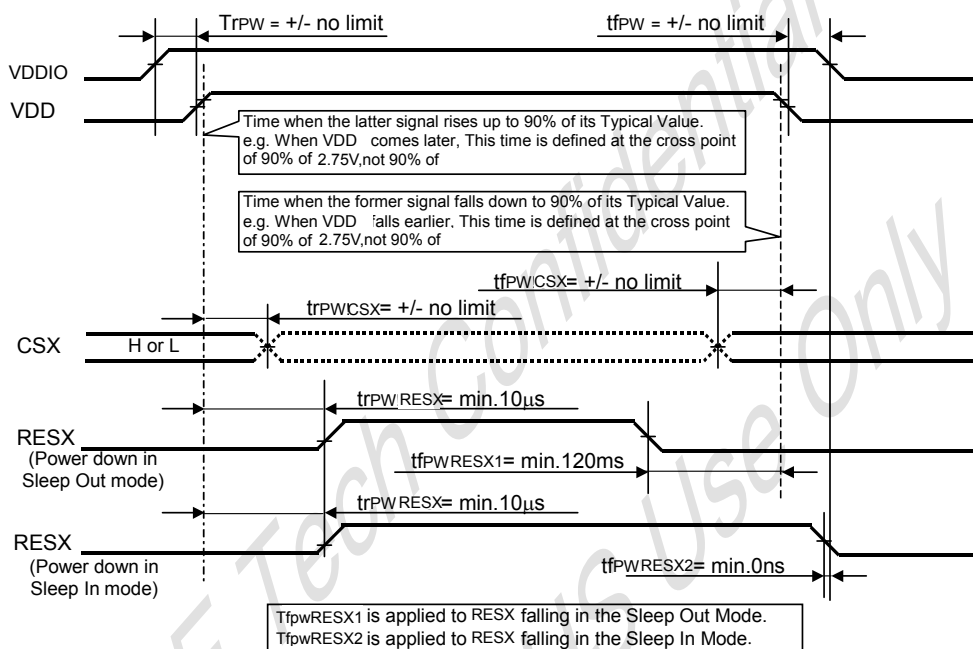 TrPW = +/- no limit
tfPW = +/- no limit
VDDIO
VDD
Time when the latter signal rises up to 90% of its Typical Value.
e.g. When VDD comes later, This time is defined at the cross point
of 90% of 2.75V,not 90% of
Time when the former signal falls down to 90% of its Typical Value.
e.g. When VDD falls earlier, This time is defined at the cross point
of 90% of 2.75V,not 90% of
tfPWCSX= +/- no limit
trPWCSX= +/- no limit
CSX
H or L
trPWRESX= min.10μs
RESX
(Power down in
Sleep Out mode)
tfPWRESX1= min.120ms
trPWRESX= min.10μs
RESX
(Power down in
Sleep In mode)
tfPWRESX2= min.0ns
TfpwRESX1 is applied to RESX falling in the Sleep Out Mode.
TfpwRESX2 is applied to RESX falling in the Sleep In Mode.
Tech Confidential
Use Only